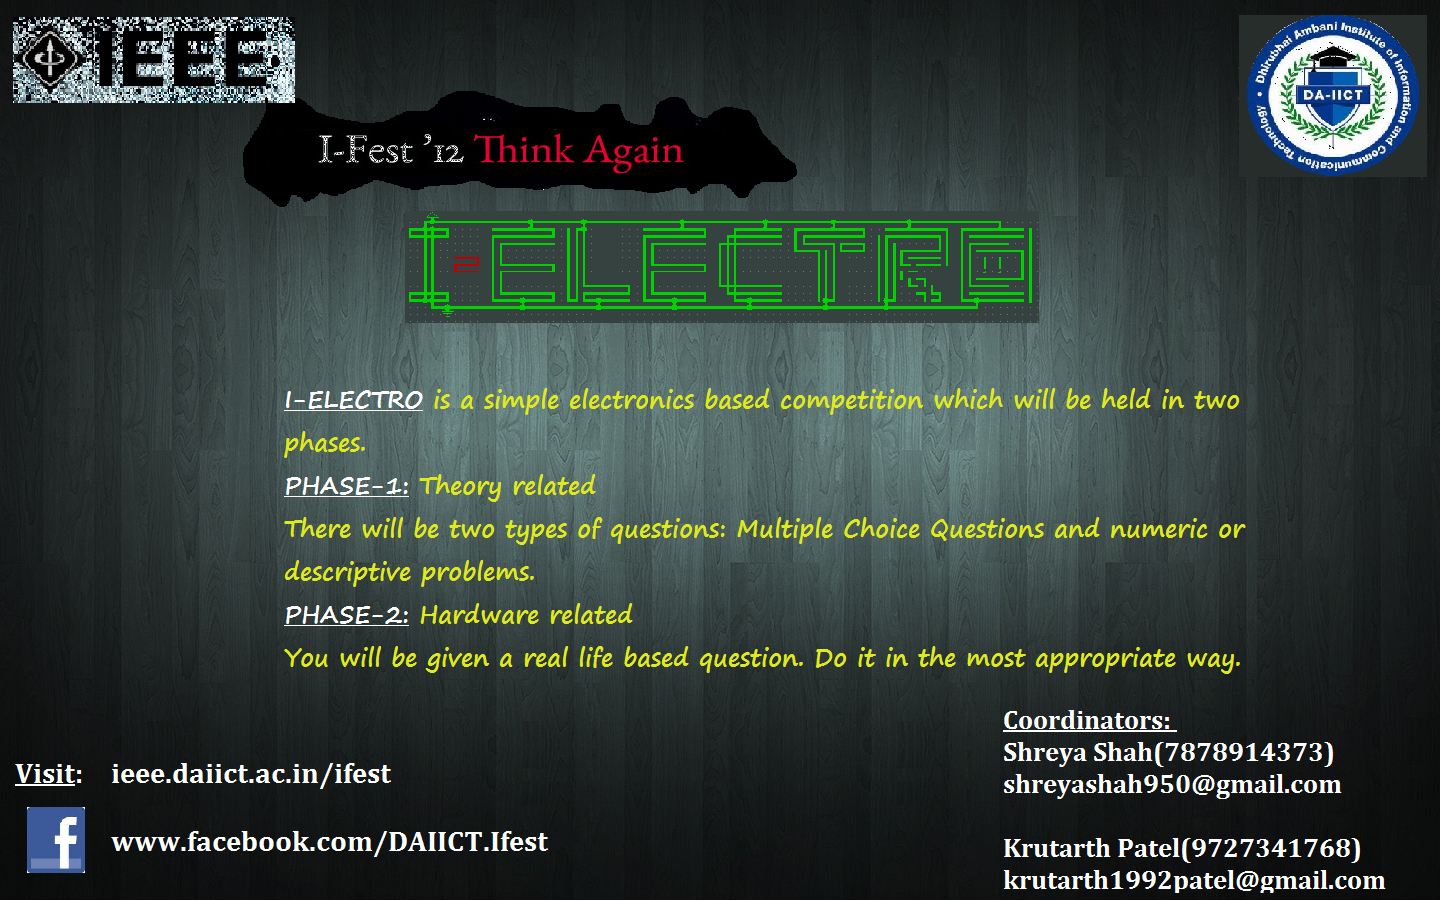 IEEE
Dhirubhai Ambani Institute of Information and Communication Technology
DA-IICT
I-Fest '12 Think Again
I-ELECTRO
I-ELECTRO is a simple electronics based competition which will be held in two
phases.
PHASE-1: Theory related
There will be two types of questions: Multiple Choice Questions and numeric or
descriptive problems.
PHASE-2: Hardware related
You will be given a real life based question. Do it in the most appropriate way.
Coordinators:
Shreya Shah(7878914373)
shreyashah950@gmail.com
Krutarth Patel(9727341768)
krutarth1992patel@gmail.com
Visit: ieee.daiict.ac.in/ifest
f
www.facebook.com/DAIICT.Ifest